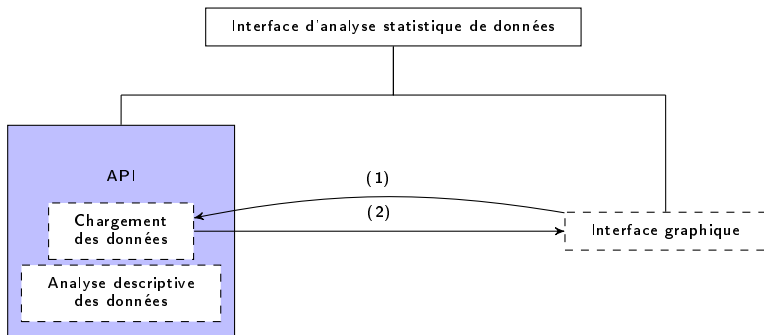 Interface d'analyse statistique de données
API
(1)
Chargement
des données
(2)
Interface graphique
Analyse descriptive
des données